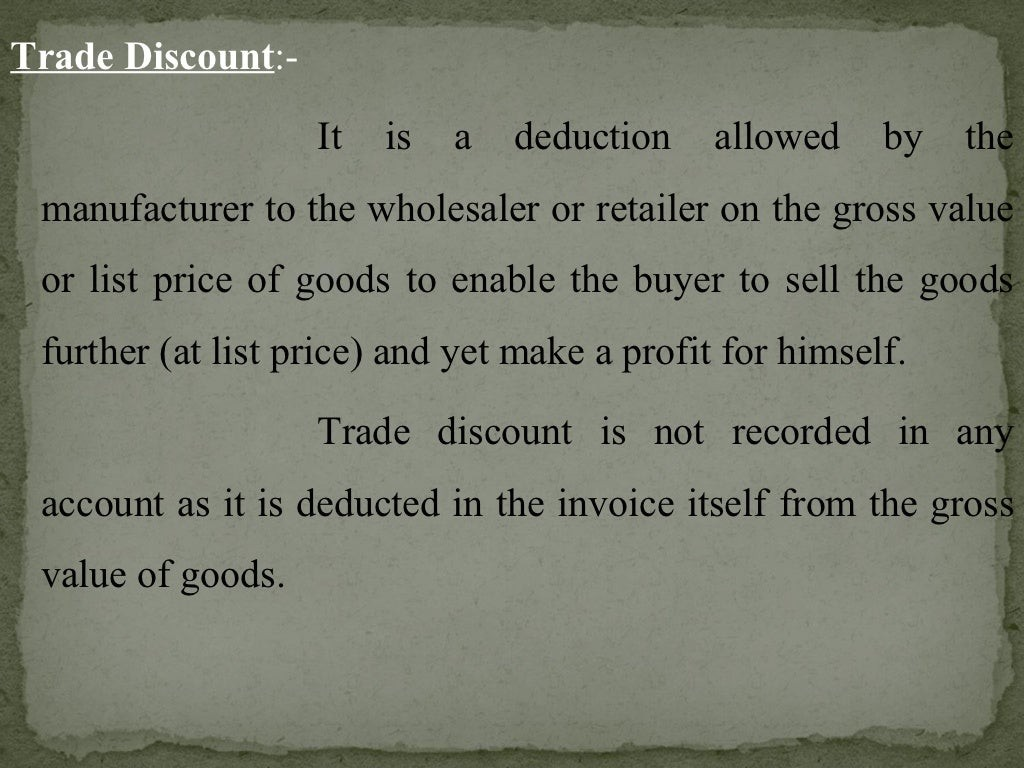 Trade Discount:-
It is a deduction allowed by the
manufacturer to the wholesaler or retailer on the gross value
or list price of goods to enable the buyer to sell the goods
further (at list price) and yet make a profit for himself.
Trade discount is not recorded in any
account as it is deducted in the invoice itself from the gross
value of goods.